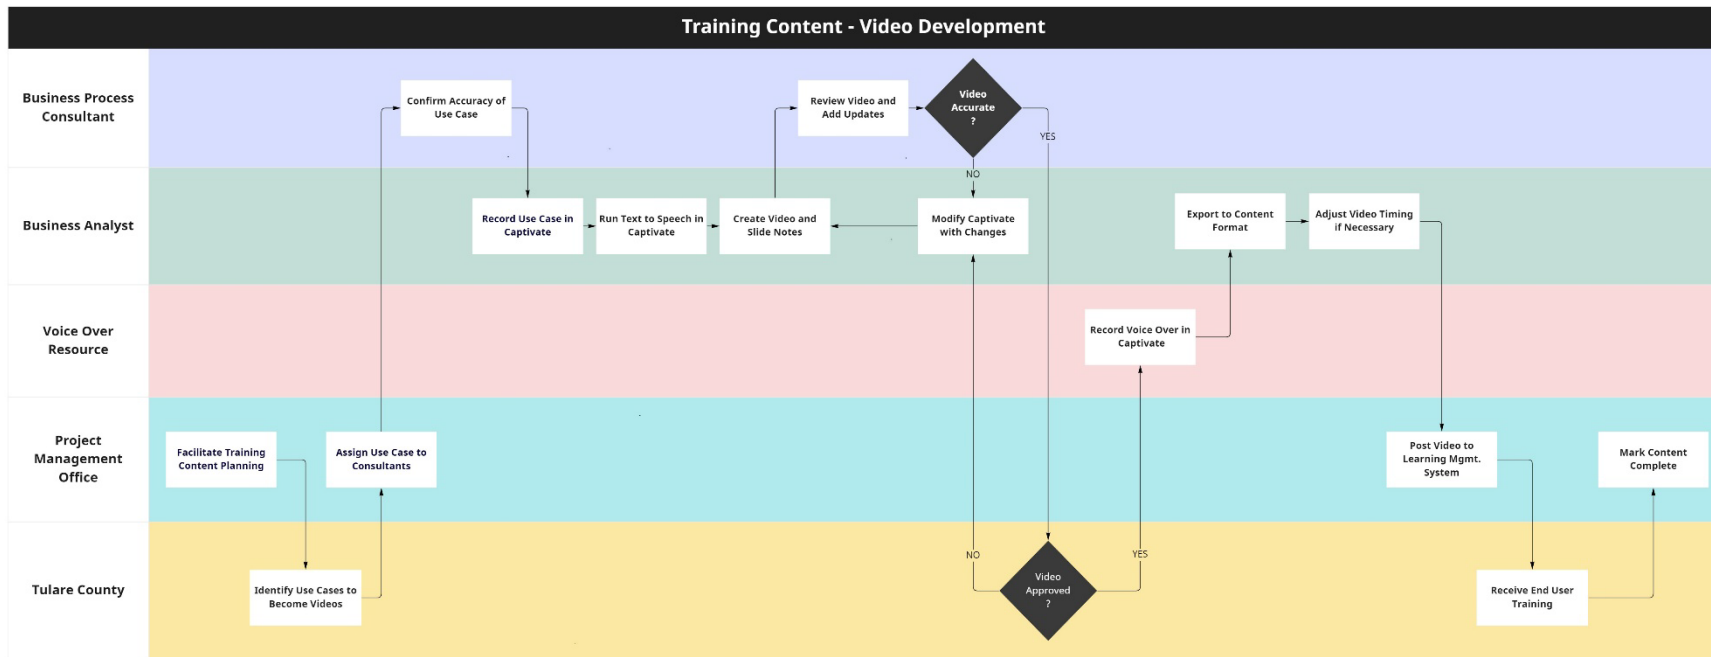 Training Content - Video Development
Business Process
Consultant
Confirm Accuracy of
Use Case
Review Video and
Add Updates
Video
Accurate
?
YES
NO
Business Analyst
Record Use Case in
Captivate
Run Text to Speech in
Captivate
Create Video and
Slide Notes
Modify Captivate
with Changes
Export to Content
Format
Adjust Video Timing
if Necessary
Voice Over
Resource
Record Voice Over in
Captivate
Project
Management
Office
Facilitate Training
Content Planning
Assign Use Case to
Consultants
Post Video to
Learning Mgmt.
System
Mark Content
Complete
Tulare County
Identify Use Cases to
Become Videos
NO
Video
Approved
?
YES
Receive End User
Training